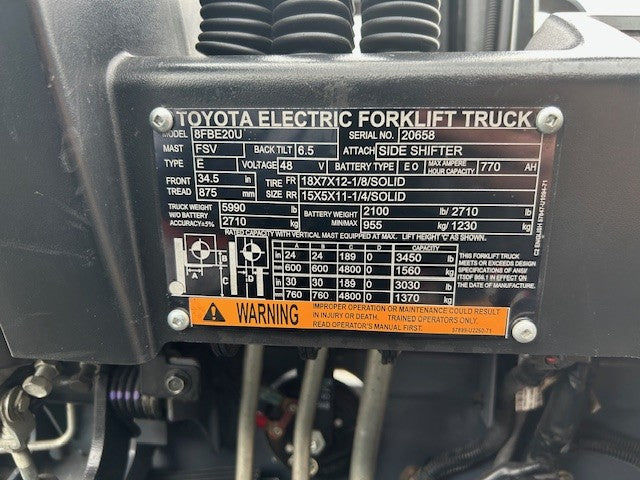 TOYOTA ELECTRIC FORKLIFT TRUCK
MODEL 8FBE20U SERIAL NO. 20658
MAST FSV BACK TILT 6.5 ATTACH SIDE SHIFTER
TYPE E VOLTAGE 48 V BATTERY TYPE E0 MAX AMPERE HOUR CAPACITY 770 AH
FRONT TREAD 34.5 in 875 mm TIRE SIZE FR 18X7X12-1/8/SOLID
RR 15X5X11-1/4/SOLID
TRUCK WEIGHT W/O BATTERY ACCURACY±5% 5990 lb 2710 kg BATTERY WEIGHT MIN/MAX 2100 lb/ 2710 lb
955 kg/ 1230 kg
RATED CAPACITY WITH VERTICAL MAST EQUIPPED AT MAX. LIFT HEIGHT 'C' AS SHOWN.
A B C D CAPACITY
in 24 24 189 0 3450 lb
600 600 4800 0 1560 kg
in 30 30 189 0 3030 lb
760 760 4800 0 1370 kg
A B C D
THIS FORKLIFT TRUCK
MEETS OR EXCEEDS DESIGN
SPECIFICATIONS OF ANSI/
ITSDF B56.1 IN EFFECT ON
THE DATE OF MANUFACTURE.
WARNING
IMPROPER OPERATION OR MAINTENANCE COULD RESULT
IN INJURY OR DEATH. TRAINED OPERATORS ONLY.
READ OPERATOR'S MANUAL FIRST.